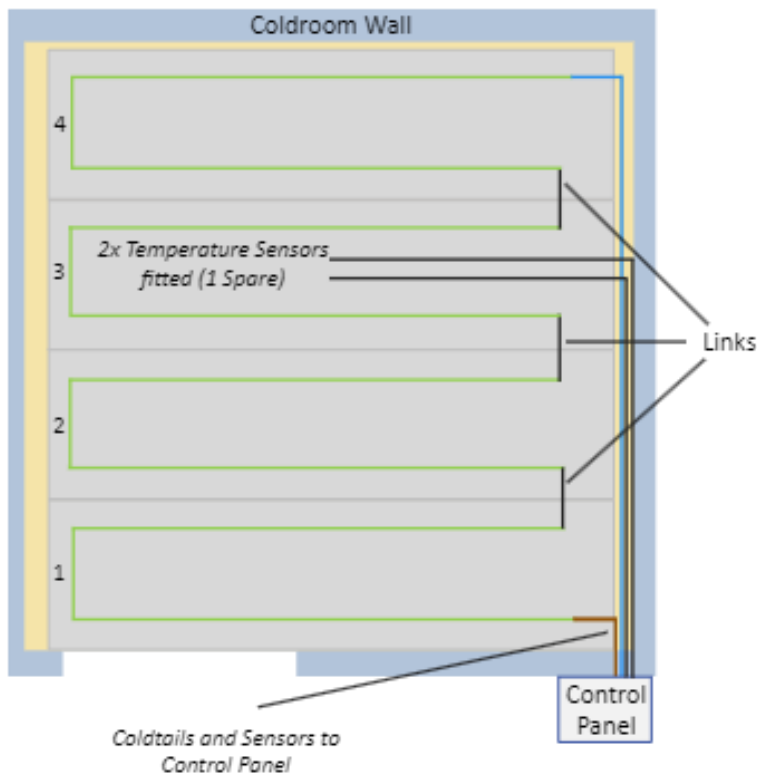 Coldroom Wall
4
3
2x Temperature Sensors
fitted (1 Spare)
Links
2
1
Control
Panel
Coldtails and Sensors to
Control Panel